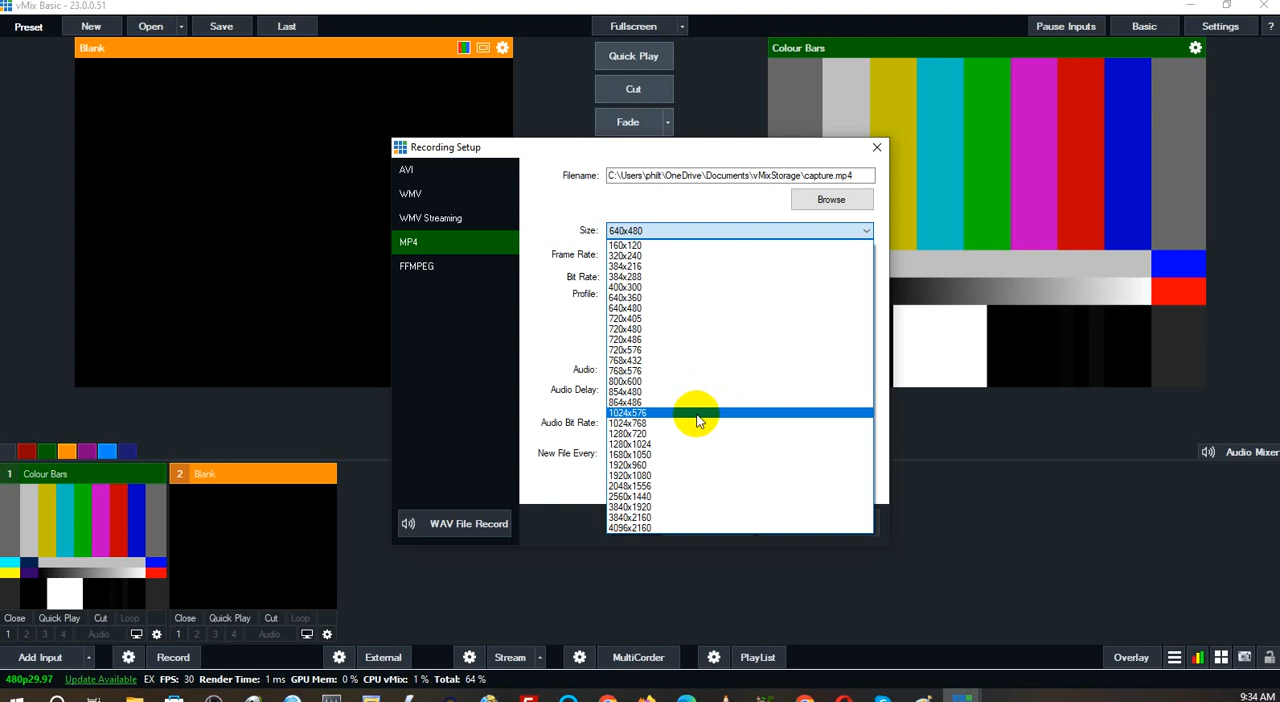 vMix Basic - 23.0.0.51
Preset New Open Save Last Fullscreen Pause Inputs Basic Settings ?
Blank
Quick Play
Cut
Fade
Colour Bars
Recording Setup
AVI
WMV
WMV Streaming
MP4
FFMPEG
WAV File Record
Filename: C:\Users\philt\OneDrive\Documents\vMixStorage\capture.mp4
Browse
Size: 640x480
Frame Rate:
Bit Rate:
Profile:
Audio:
Audio Delay:
Audio Bit Rate:
New File Every:
160x120
320x240
384x216
384x288
400x300
640x360
640x480
720x405
720x480
720x486
720x576
768x432
768x576
800x600
854x480
864x486
1024x576
1024x768
1280x720
1280x1024
1680x1050
1920x960
1920x1080
2048x1556
2560x1440
3840x1920
3840x2160
4096x2160
Audio Mixer
1 Colour Bars
2 Blank
Close Quick Play Cut Loop
Close Quick Play Cut Loop
1 2 3 4 Audio
1 2 3 4 Audio
Add Input Record External Stream MultiCorder PlayList Overlay
480p29.97 Update Available EX FPS: 30 Render Time: 1 ms GPU Mem: 0 % CPU vMix: 1 % Total: 64 %
9:34 AM